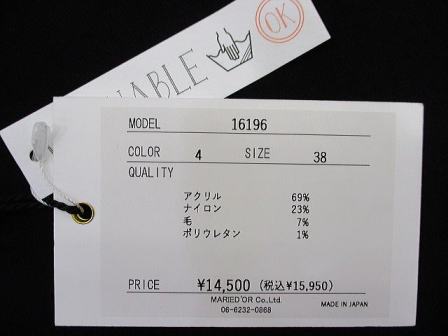 OK
MODEL 16196
COLOR 4 SIZE 38
QUALITY
アクリル 69%
ナイロン 23%
毛 7%
ポリウレタン 1%
PRICE ¥14,500 (税込¥15,950)
MARIED'OR Co., Ltd.
06-6232-0868
MADE IN JAPAN